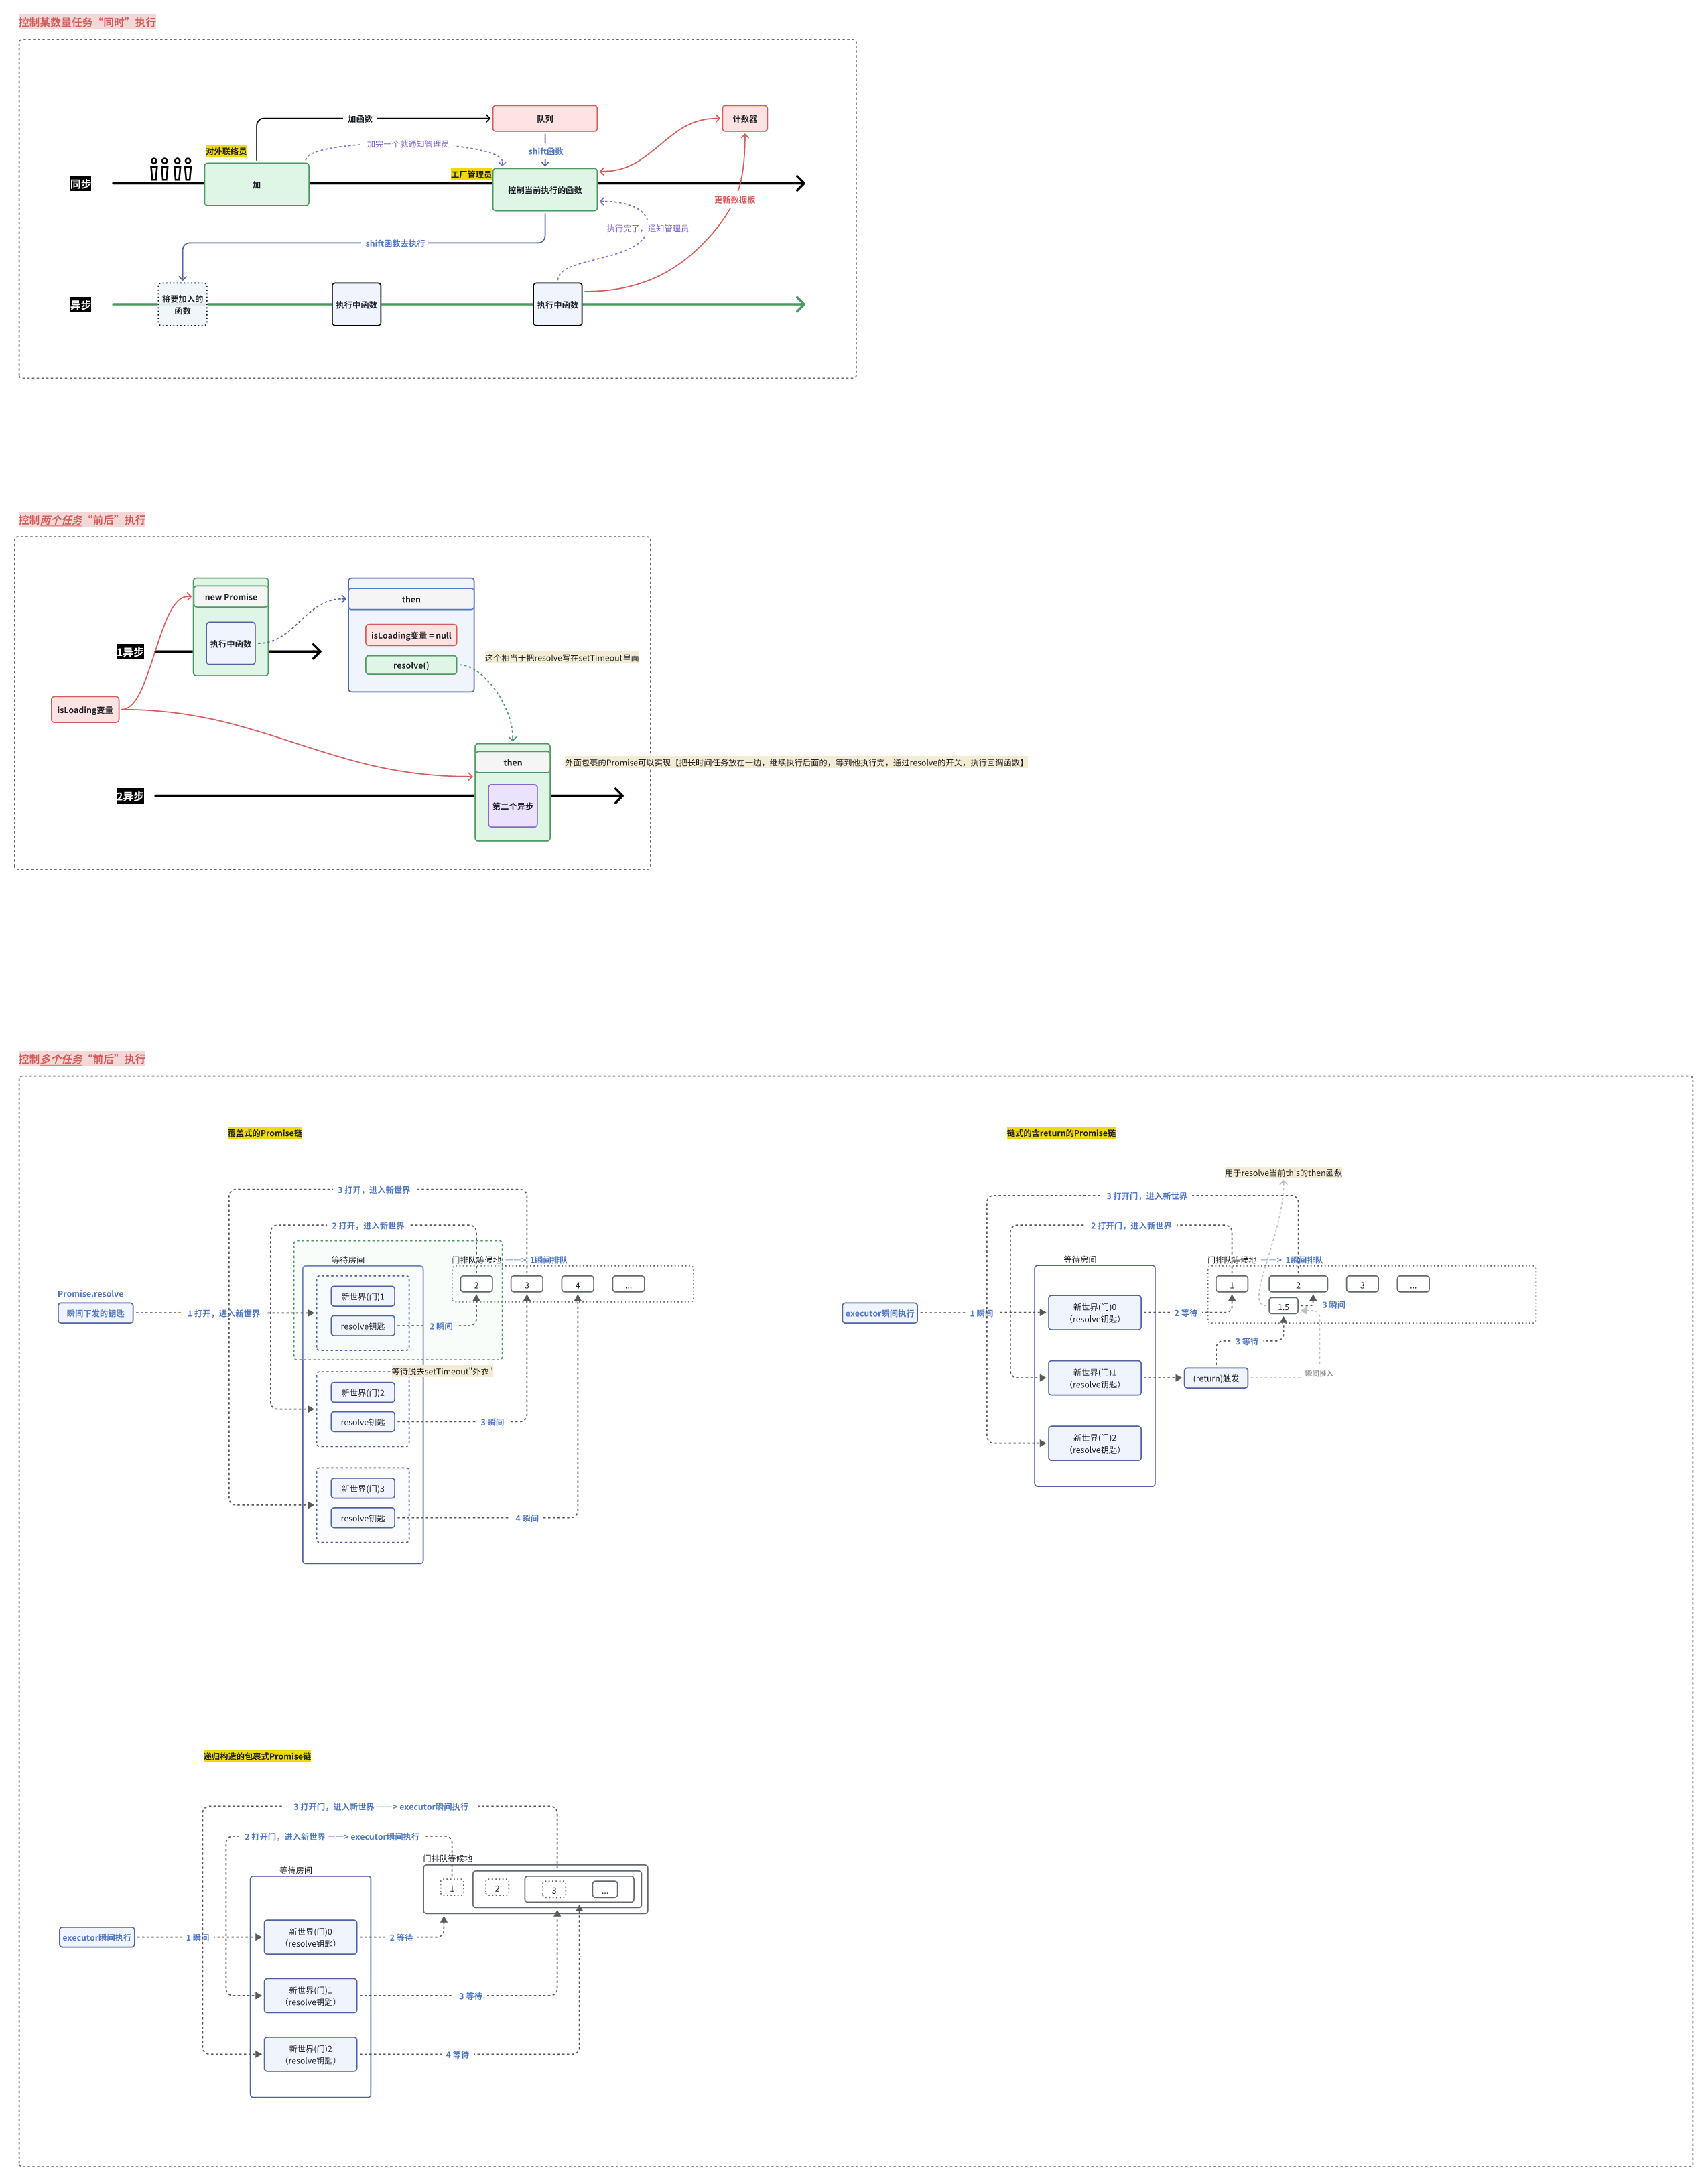 控制某数量任务“同时”执行
加函数
队列
计数器
对外联络员
加完一个就通知管理员
shift函数
工厂管理员
同步
加
控制当前执行的函数
更新数据板
执行完了，通知管理员
shift函数去执行
异步
将要加入的
函数
执行中函数
执行中函数
控制两个任务“前后”执行
new Promise
then
执行中函数
isLoading变量 = null
1异步
resolve()
这个相当于把resolve写在setTimeout里面
isLoading变量
then
外面包裹的Promise可以实现【把长时间任务放在一边，继续执行后面的，等到他执行完，通过resolve的开关，执行回调函数】
2异步
第二个异步
控制多个任务“前后”执行
覆盖式的Promise链
3 打开，进入新世界
2 打开，进入新世界
等待房间
门排队等候地 ——> 1瞬间排队
2
3
4
...
Promise.resolve
瞬间下发的钥匙
1 打开，进入新世界
新世界(门)1
resolve钥匙
2 瞬间
等待脱去setTimeout"外衣"
新世界(门)2
resolve钥匙
3 瞬间
新世界(门)3
resolve钥匙
4 瞬间
链式的含return的Promise链
用于resolve当前this的then函数
3 打开门，进入新世界
2 打开门，进入新世界
等待房间
门排队等候地 ——> 1瞬间排队
1
2
3
...
1.5
3 瞬间
executor瞬间执行
1 瞬间
新世界(门)0
（resolve钥匙）
2 等待
3 等待
新世界(门)1
（resolve钥匙）
(return)触发
瞬间推入
新世界(门)2
（resolve钥匙）
递归构造的包裹式Promise链
3 打开门，进入新世界 ——> executor瞬间执行
2 打开门，进入新世界 ——> executor瞬间执行
门排队等候地
等待房间
1
2
3
...
executor瞬间执行
1 瞬间
新世界(门)0
（resolve钥匙）
2 等待
新世界(门)1
（resolve钥匙）
3 等待
新世界(门)2
（resolve钥匙）
4 等待